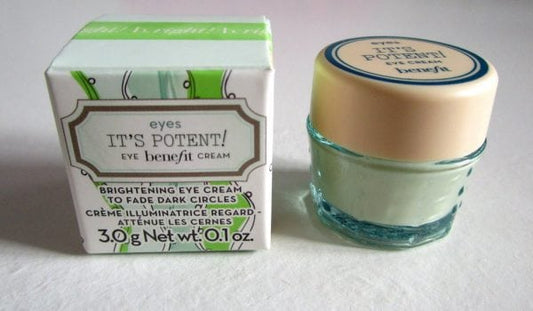 eyes
IT'S POTENT!
EYE benefit CREAM
BRIGHTENING EYE CREAM
TO FADE DARK CIRCLES
CRÈME ILLUMINATRICE REGARD -
ATTÉNUE LES CERNES
3.0 g Net wt. 0.1 oz.
eyes
IT'S
POTENT!
EYE CREAM
benefit